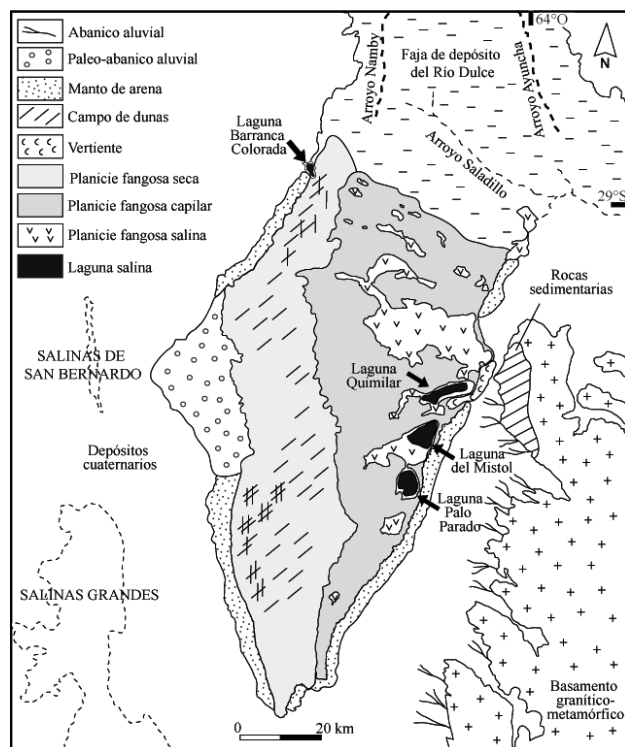 Abanico aluvial
Paleo-abanico aluvial
Manto de arena
Campo de dunas
Vertiente
Planicie fangosa seca
Planicie fangosa capilar
Planicie fangosa salina
Laguna salina
64°O
N
Faja de depósito
del Río Dulce
Arroyo Namby
Arroyo Ayuncha
Arroyo Saladillo
Laguna
Barranca
Colorada
29°S
Rocas
sedimentarias
SALINAS DE
SAN BERNARDO
Laguna
Quimilar
Depósitos
cuaternarios
Laguna
del Mistol
Laguna
Palo
Parado
SALINAS GRANDES
Basamento
granítico-
metamórfico
0
20 km